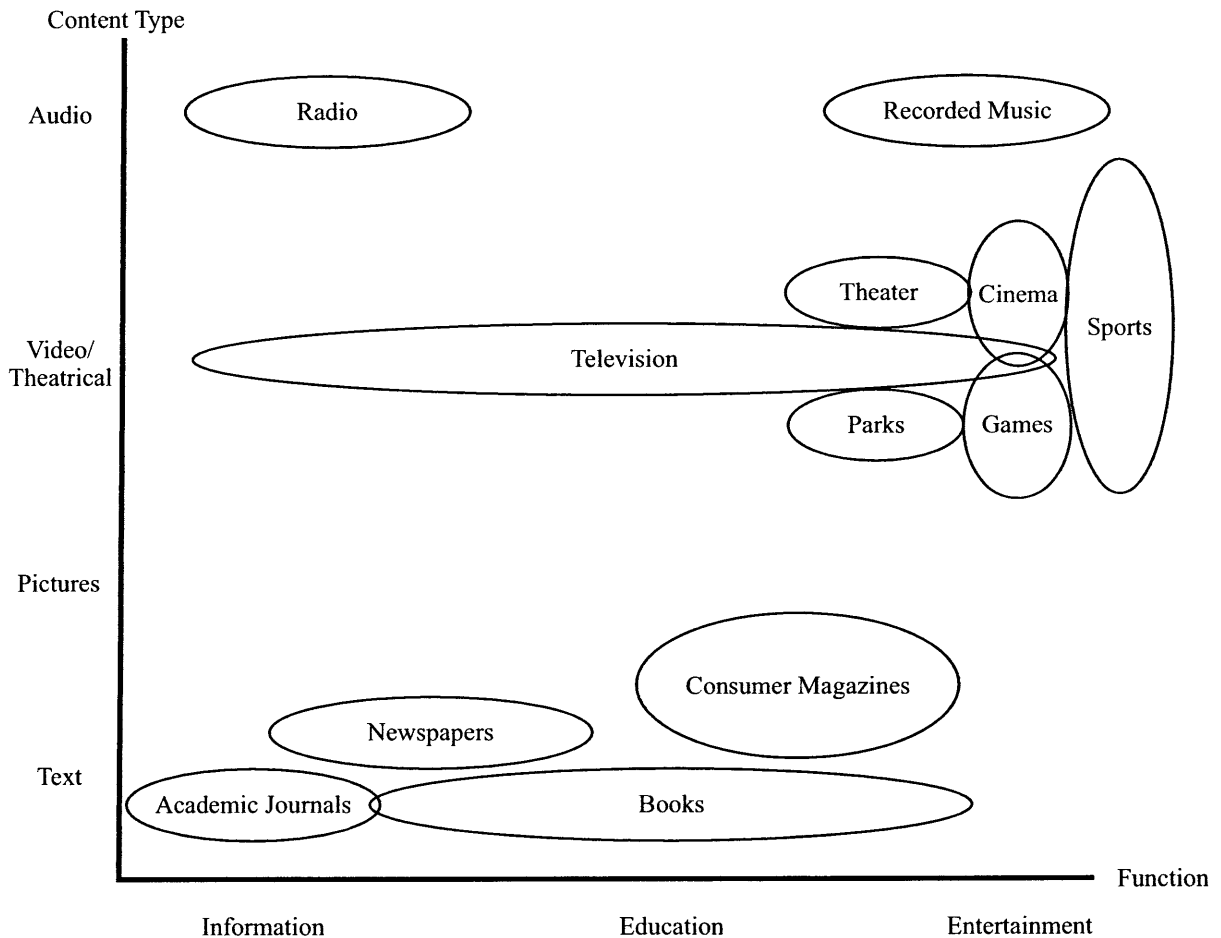 Content Type
Audio
Radio
Recorded Music
Theater
Cinema
Sports
Video/
Theatrical
Television
Parks
Games
Pictures
Consumer Magazines
Newspapers
Text
Academic Journals
Books
Function
Information
Education
Entertainment